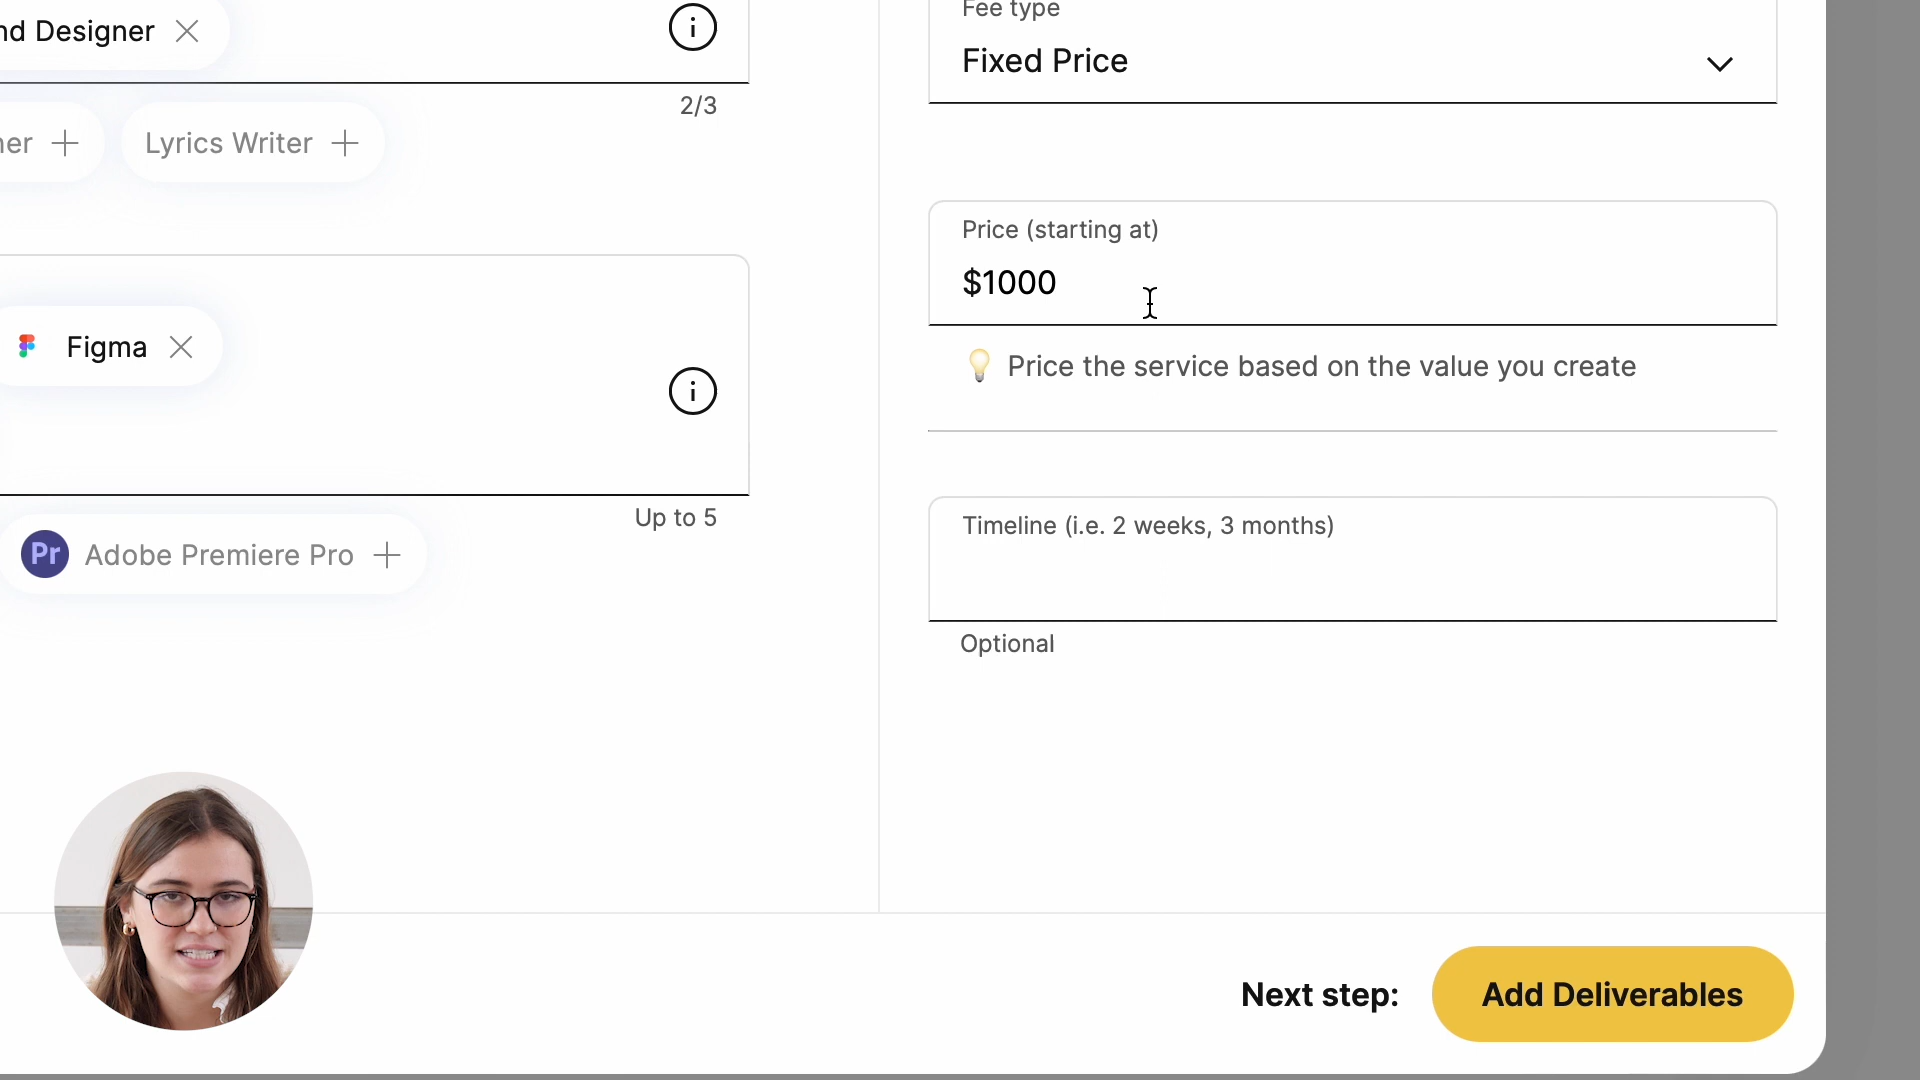 nd Designer
2/3
ner
Lyrics Writer
Figma
Up to 5
Pr Adobe Premiere Pro
Fee type
Fixed Price
Price (starting at)
$1000
Price the service based on the value you create
Timeline (i.e. 2 weeks, 3 months)
Optional
Next step: Add Deliverables